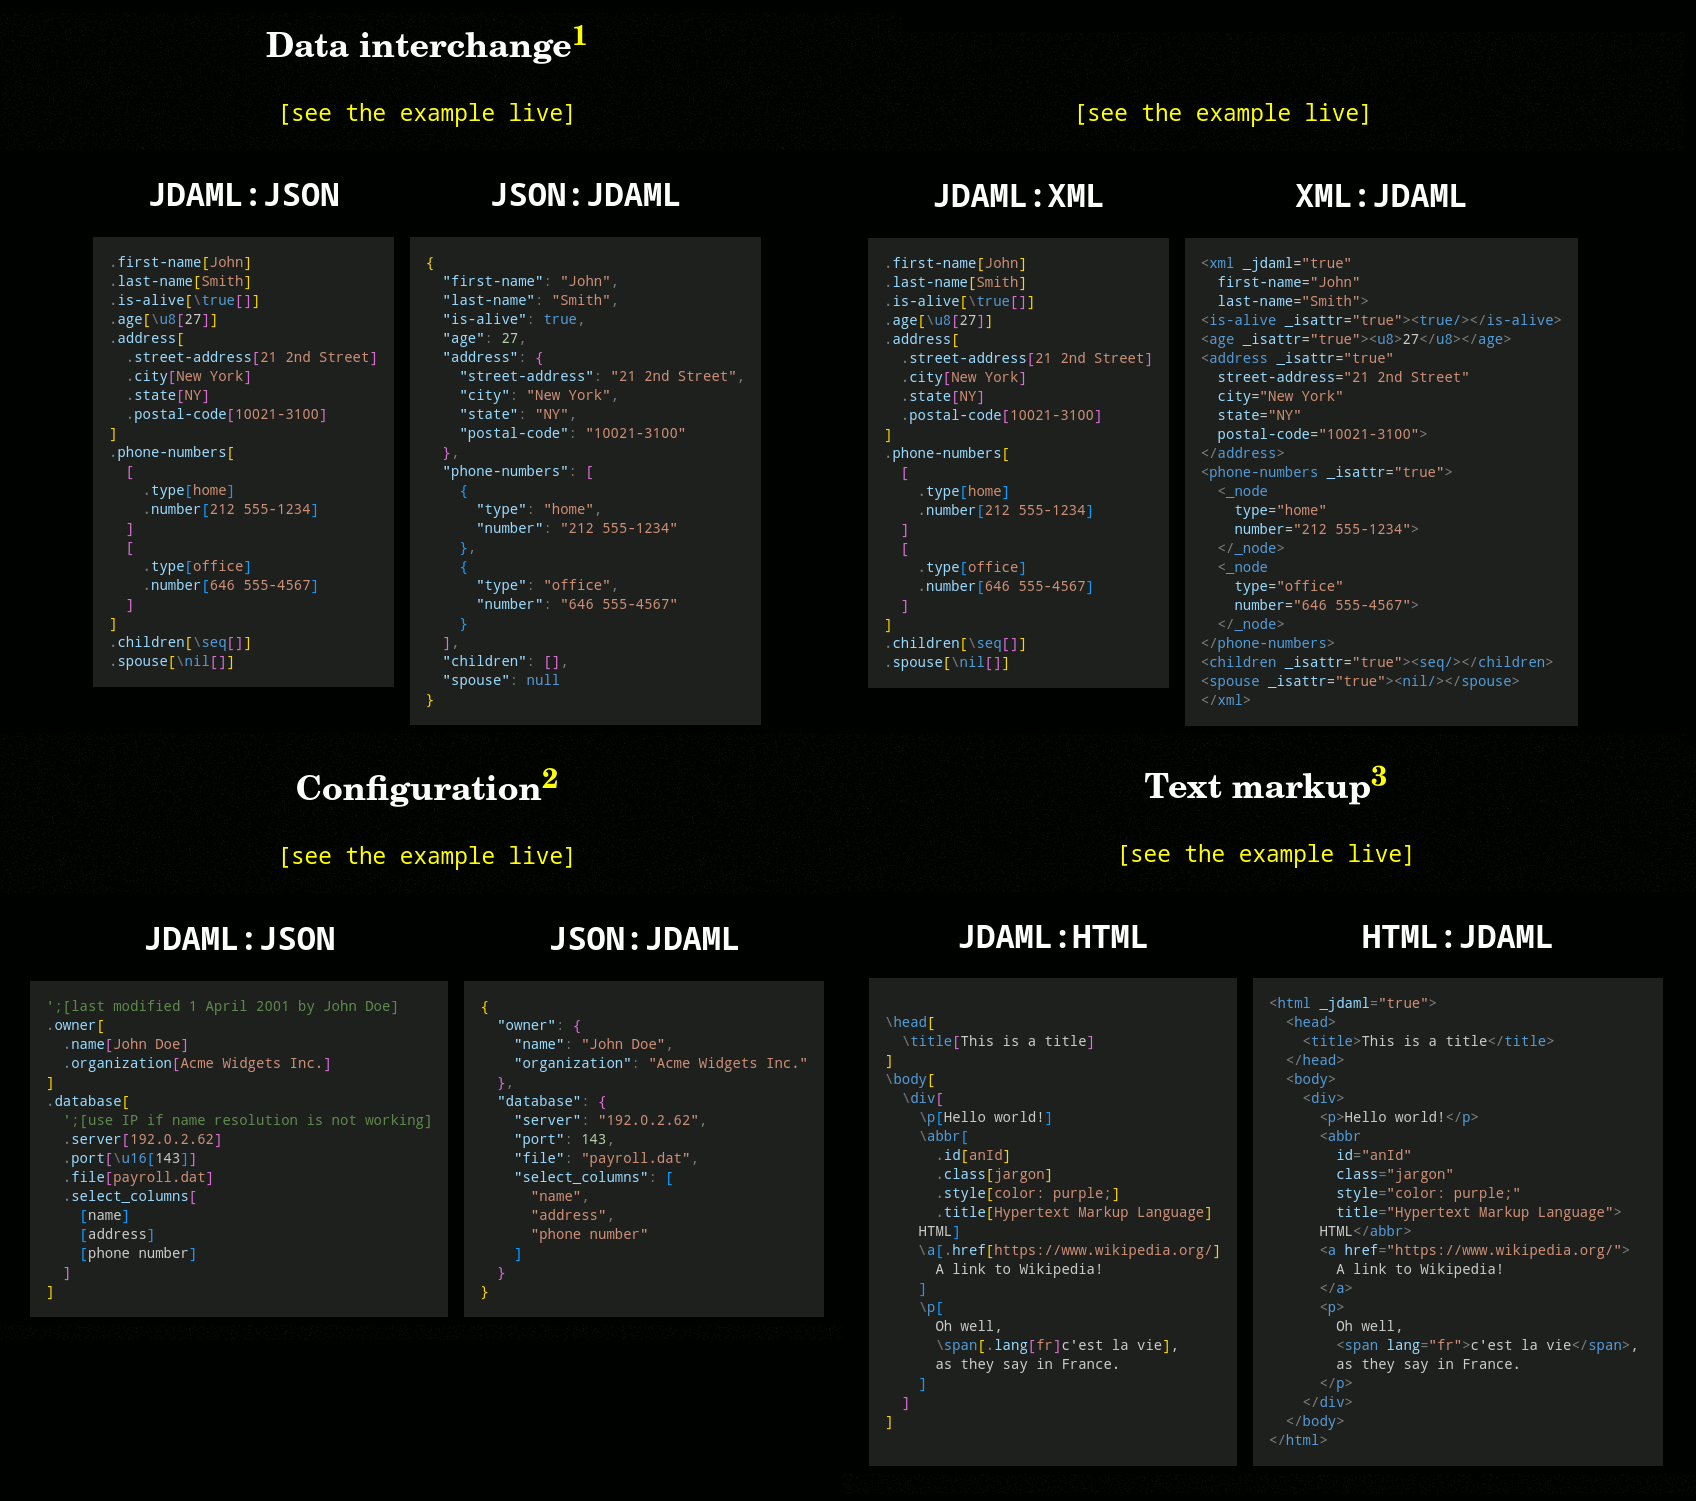 Data interchange1
[see the example live]
JDAML:JSON
.first-name[John]
.last-name[Smith]
.is-alive[\true[]]
.age[\u8[27]]
.address[
  .street-address[21 2nd Street]
  .city[New York]
  .state[NY]
  .postal-code[10021-3100]
]
.phone-numbers[
  [
    .type[home]
    .number[212 555-1234]
  ]
  [
    .type[office]
    .number[646 555-4567]
  ]
]
.children[\seq[]]
.spouse[\nil[]]
JSON:JDAML
{
  "first-name": "John",
  "last-name": "Smith",
  "is-alive": true,
  "age": 27,
  "address": {
    "street-address": "21 2nd Street",
    "city": "New York",
    "state": "NY",
    "postal-code": "10021-3100"
  },
  "phone-numbers": [
    {
      "type": "home",
      "number": "212 555-1234"
    },
    {
      "type": "office",
      "number": "646 555-4567"
    }
  ],
  "children": [],
  "spouse": null
}
[see the example live]
JDAML:XML
.first-name[John]
.last-name[Smith]
.is-alive[\true[]]
.age[\u8[27]]
.address[
  .street-address[21 2nd Street]
  .city[New York]
  .state[NY]
  .postal-code[10021-3100]
]
.phone-numbers[
  [
    .type[home]
    .number[212 555-1234]
  ]
  [
    .type[office]
    .number[646 555-4567]
  ]
]
.children[\seq[]]
.spouse[\nil[]]
XML:JDAML
<xml _jdaml="true"
  first-name="John"
  last-name="Smith">
<is-alive _isattr="true"><true/></is-alive>
<age _isattr="true"><u8>27</u8></age>
<address _isattr="true"
  street-address="21 2nd Street"
  city="New York"
  state="NY"
  postal-code="10021-3100">
</address>
<phone-numbers _isattr="true">
  <_node
    type="home"
    number="212 555-1234">
  </_node>
  <_node
    type="office"
    number="646 555-4567">
  </_node>
</phone-numbers>
<children _isattr="true"><seq/></children>
<spouse _isattr="true"><nil/></spouse>
</xml>
Configuration2
[see the example live]
JDAML:JSON
';[last modified 1 April 2001 by John Doe]
.owner[
  .name[John Doe]
  .organization[Acme Widgets Inc.]
]
.database[
  ';[use IP if name resolution is not working]
  .server[192.0.2.62]
  .port[\u16[143]]
  .file[payroll.dat]
  .select_columns[
    [name]
    [address]
    [phone number]
  ]
]
JSON:JDAML
{
  "owner": {
    "name": "John Doe",
    "organization": "Acme Widgets Inc."
  },
  "database": {
    "server": "192.0.2.62",
    "port": 143,
    "file": "payroll.dat",
    "select_columns": [
      "name",
      "address",
      "phone number"
    ]
  }
}
Text markup3
[see the example live]
JDAML:HTML
\head[
  \title[This is a title]
]
\body[
  \div[
    \p[Hello world!]
    \abbr[
      .id[anId]
      .class[jargon]
      .style[color: purple;]
      .title[Hypertext Markup Language]
    HTML]
    \a[.href[https://www.wikipedia.org/]
      A link to Wikipedia!
    ]
    \p[
      Oh well,
      \span[.lang[fr]c'est la vie],
      as they say in France.
    ]
  ]
]
HTML:JDAML
<html _jdaml="true">
  <head>
    <title>This is a title</title>
  </head>
  <body>
    <div>
      <p>Hello world!</p>
      <abbr
        id="anId"
        class="jargon"
        style="color: purple;"
        title="Hypertext Markup Language">
      HTML</abbr>
      <a href="https://www.wikipedia.org/">
        A link to Wikipedia!
      </a>
      <p>
        Oh well,
        <span lang="fr">c'est la vie</span>,
        as they say in France.
      </p>
    </div>
  </body>
</html>